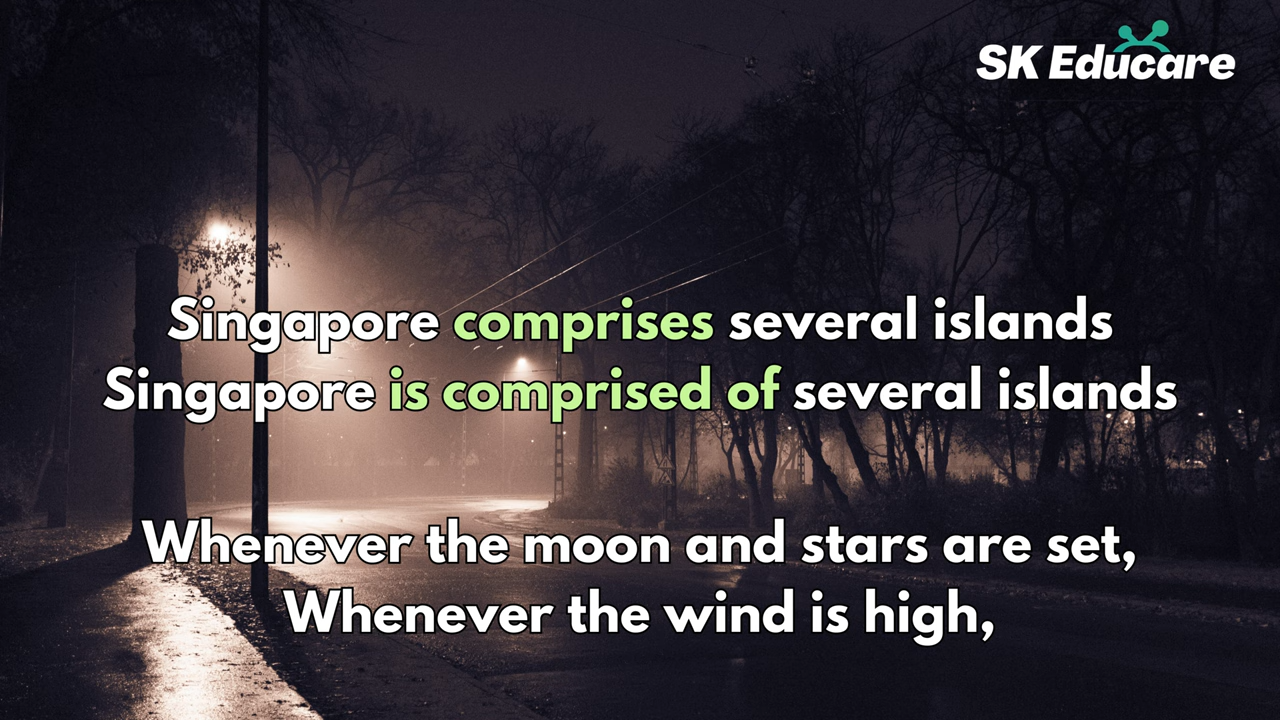 SK Educare
Singapore comprises several islands
Singapore is comprised of several islands
Whenever the moon and stars are set,
Whenever the wind is high,